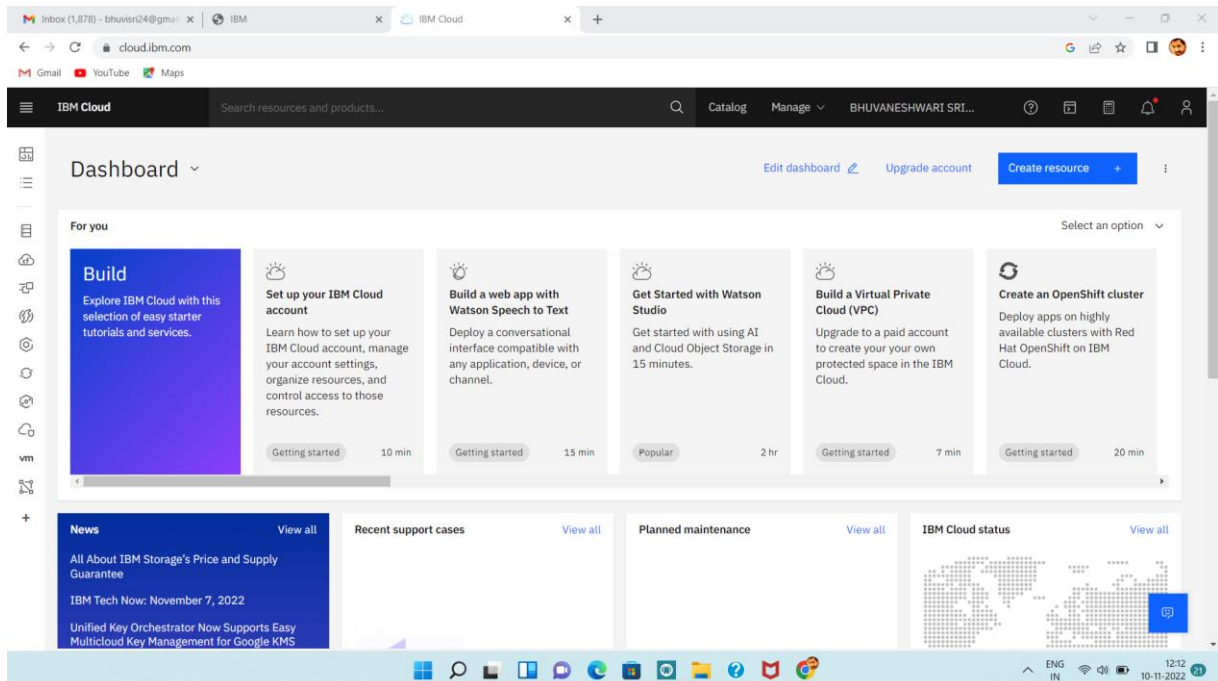 Inbox (1,878) - bhuvisri24@gmai
IBM
IBM Cloud
cloud.ibm.com
Gmail
YouTube
Maps
IBM Cloud
Search resources and products...
Catalog
Manage
BHUVANESHWARI SRI...
Dashboard
Edit dashboard
Upgrade account
Create resource +
For you
Select an option
Build
Explore IBM Cloud with this
selection of easy starter
tutorials and services.
Set up your IBM Cloud
account
Learn how to set up your
IBM Cloud account, manage
your account settings,
organize resources, and
control access to those
resources.
Getting started 10 min
Build a web app with
Watson Speech to Text
Deploy a conversational
interface compatible with
any application, device, or
channel.
Getting started 15 min
Get Started with Watson
Studio
Get started with using AI
and Cloud Object Storage in
15 minutes.
Popular 2 hr
Build a Virtual Private
Cloud (VPC)
Upgrade to a paid account
to create your your own
protected space in the IBM
Cloud.
Getting started 7 min
Create an OpenShift cluster
Deploy apps on highly
available clusters with Red
Hat OpenShift on IBM
Cloud.
Getting started 20 min
vm
News View all
All About IBM Storage's Price and Supply
Guarantee
IBM Tech Now: November 7, 2022
Unified Key Orchestrator Now Supports Easy
Multicloud Key Management for Google KMS
Recent support cases View all
Planned maintenance View all
IBM Cloud status View all
ENG
IN
12:12
10-11-2022
21